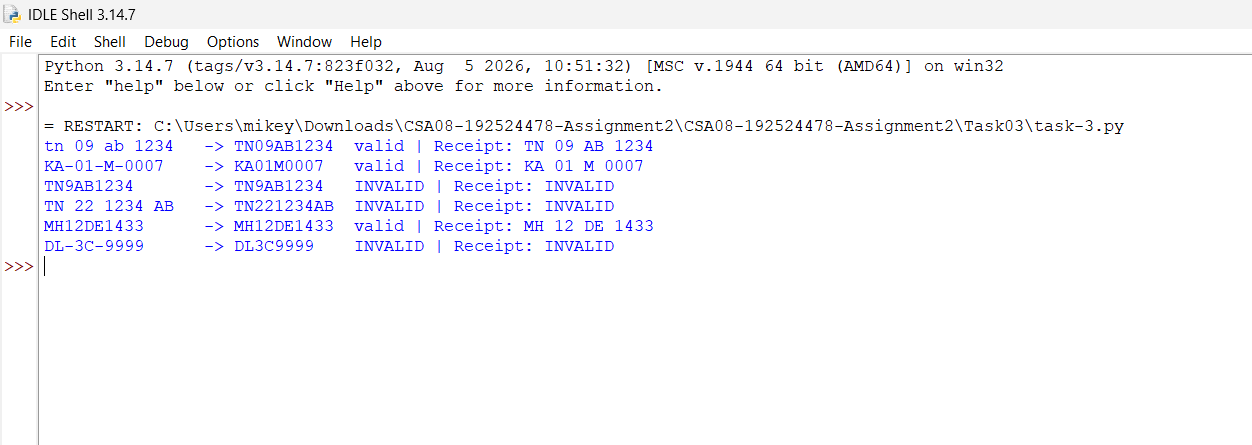 IDLE Shell 3.14.7
File Edit Shell Debug Options Window Help
Python 3.14.7 (tags/v3.14.7:823f032, Aug  5 2026, 10:51:32) [MSC v.1944 64 bit (AMD64)] on win32
Enter "help" below or click "Help" above for more information.
>>>
= RESTART: C:\Users\mikey\Downloads\CSA08-192524478-Assignment2\CSA08-192524478-Assignment2\Task03\task-3.py
tn 09 ab 1234   -> TN09AB1234  valid | Receipt: TN 09 AB 1234
KA-01-M-0007    -> KA01M0007   valid | Receipt: KA 01 M 0007
TN9AB1234       -> TN9AB1234   INVALID | Receipt: INVALID
TN 22 1234 AB   -> TN221234AB  INVALID | Receipt: INVALID
MH12DE1433      -> MH12DE1433  valid | Receipt: MH 12 DE 1433
DL-3C-9999      -> DL3C9999    INVALID | Receipt: INVALID
>>>